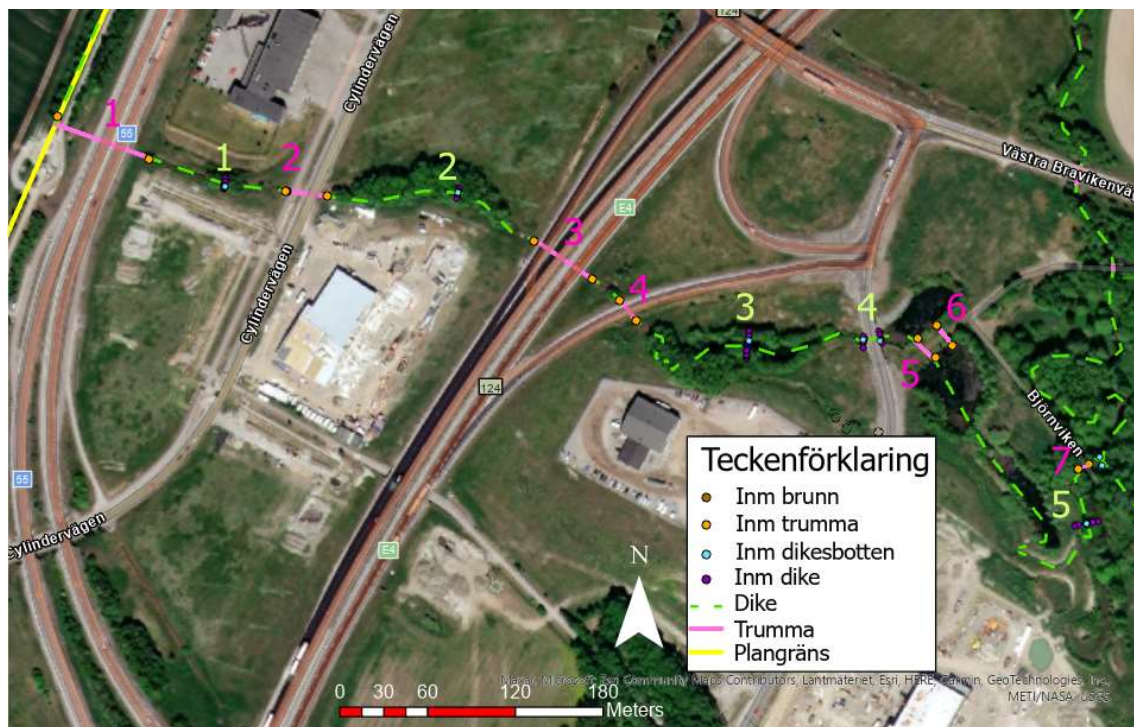 124
Cylindervägen
1
55
1
2
2
Västra Bravikenväg
E4
3
4
3
4
6
5
Cylindervägen
124
Björnviken
7
5
55
Cylindervägen
E4
N
Teckenförklaring
Inm brunn
Inm trumma
Inm dikesbotten
Inm dike
Dike
Trumma
Plangräns
0 30 60 120 180
Meters
Maxar, Microsoft, Esri Community Maps Contributors, Lantmäteriet, Esri, HERE, Garmin, GeoTechnologies, Inc,
METI/NASA, USGS